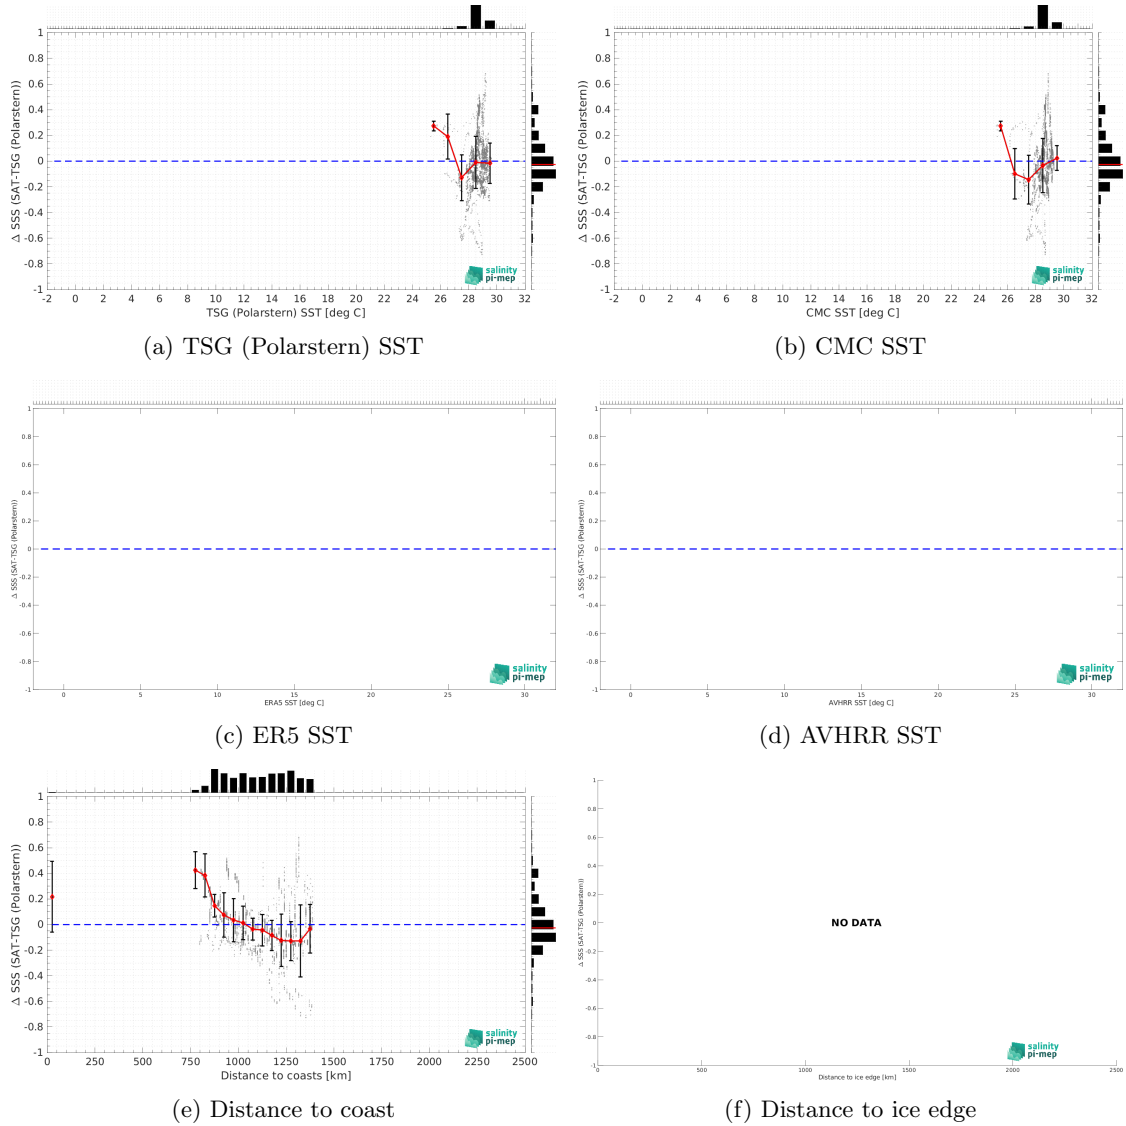 1
0.8
0.6
0.4
0.2
0
-0.2
-0.4
-0.6
-0.8
-1
Δ SSS (SAT-TSG (Polarstern))
-2 0 2 4 6 8 10 12 14 16 18 20 22 24 26 28 30 32
TSG (Polarstern) SST [deg C]
salinity
pi-mep
(a) TSG (Polarstern) SST
1
0.8
0.6
0.4
0.2
0
-0.2
-0.4
-0.6
-0.8
-1
Δ SSS (SAT-TSG (Polarstern))
-2 0 2 4 6 8 10 12 14 16 18 20 22 24 26 28 30 32
CMC SST [deg C]
salinity
pi-mep
(b) CMC SST
1
0.8
0.6
0.4
0.2
0
-0.2
-0.4
-0.6
-0.8
-1
Δ SSS (SAT-TSG (Polarstern))
0 5 10 15 20 25 30
ERA5 SST [deg C]
salinity
pi-mep
(c) ER5 SST
1
0.8
0.6
0.4
0.2
0
-0.2
-0.4
-0.6
-0.8
-1
Δ SSS (SAT-TSG (Polarstern))
0 5 10 15 20 25 30
AVHRR SST [deg C]
salinity
pi-mep
(d) AVHRR SST
1
0.8
0.6
0.4
0.2
0
-0.2
-0.4
-0.6
-0.8
-1
Δ SSS (SAT-TSG (Polarstern))
0 250 500 750 1000 1250 1500 1750 2000 2250 2500
Distance to coasts [km]
salinity
pi-mep
(e) Distance to coast
1
0.8
0.6
0.4
0.2
0
-0.2
-0.4
-0.6
-0.8
-1
Δ SSS (SAT-TSG (Polarstern))
NO DATA
0 500 1000 1500 2000 2500
Distance to ice edge [km]
salinity
pi-mep
(f) Distance to ice edge